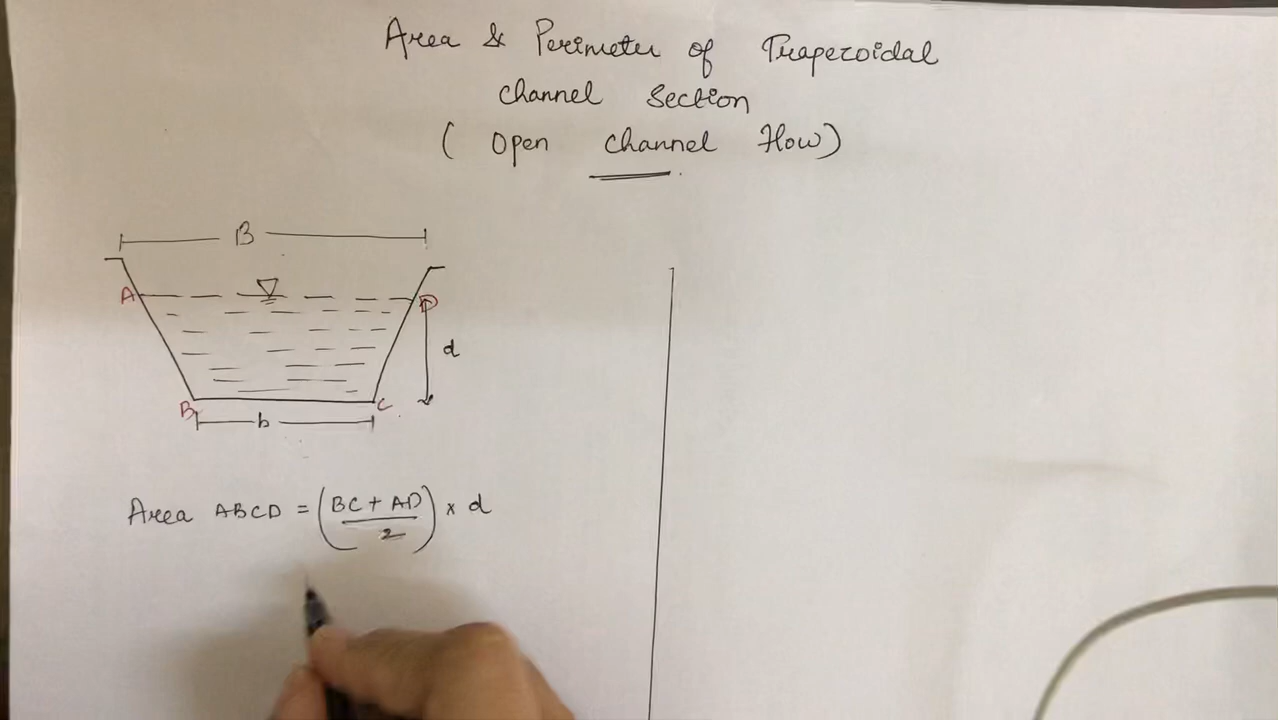 Area & Perimeter of Trapezoidal
channel section
( Open channel flow)
B
A
D
d
B
C
b
Area ABCD = (BC + AD / 2) × d